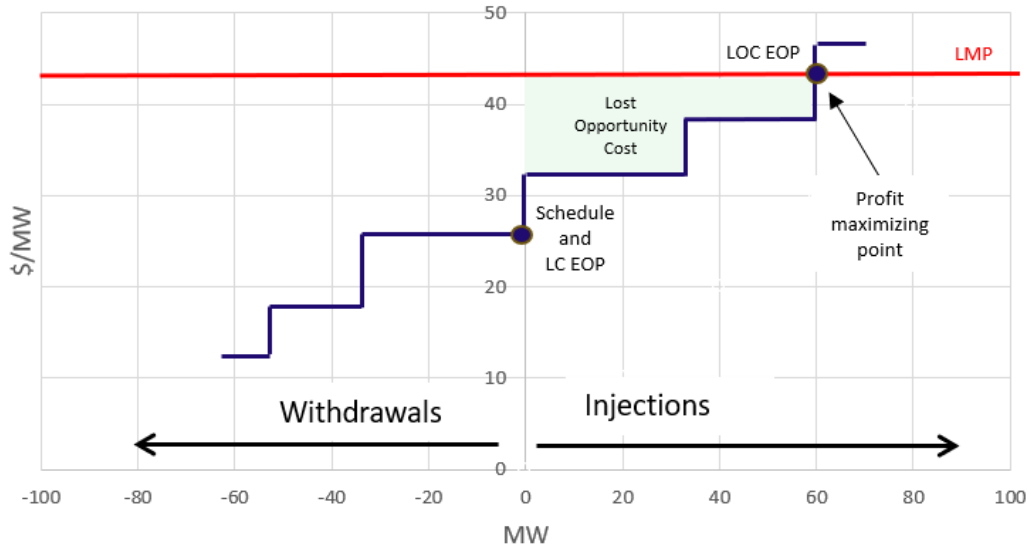 50
LOC EOP
LMP
40
Lost
Opportunity
Cost
30
Schedule
and
LC EOP
Profit
maximizing
point
$/MW
20
10
Withdrawals
Injections
0
-100
-80
-60
-40
-20
0
20
40
60
80
100
MW